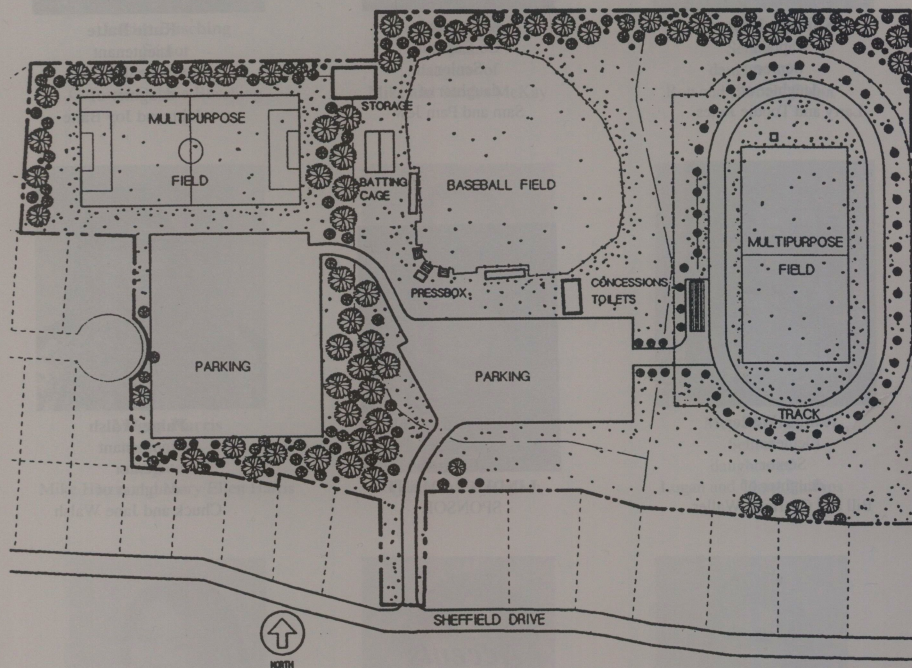 STORAGE
MULTIPURPOSE
FIELD
BATTING
CAGE
BASEBALL FIELD
MULTIPURPOSE
FIELD
PRESSBOX
CONCESSIONS
TOILETS
PARKING
PARKING
TRACK
SHEFFIELD DRIVE
NORTH